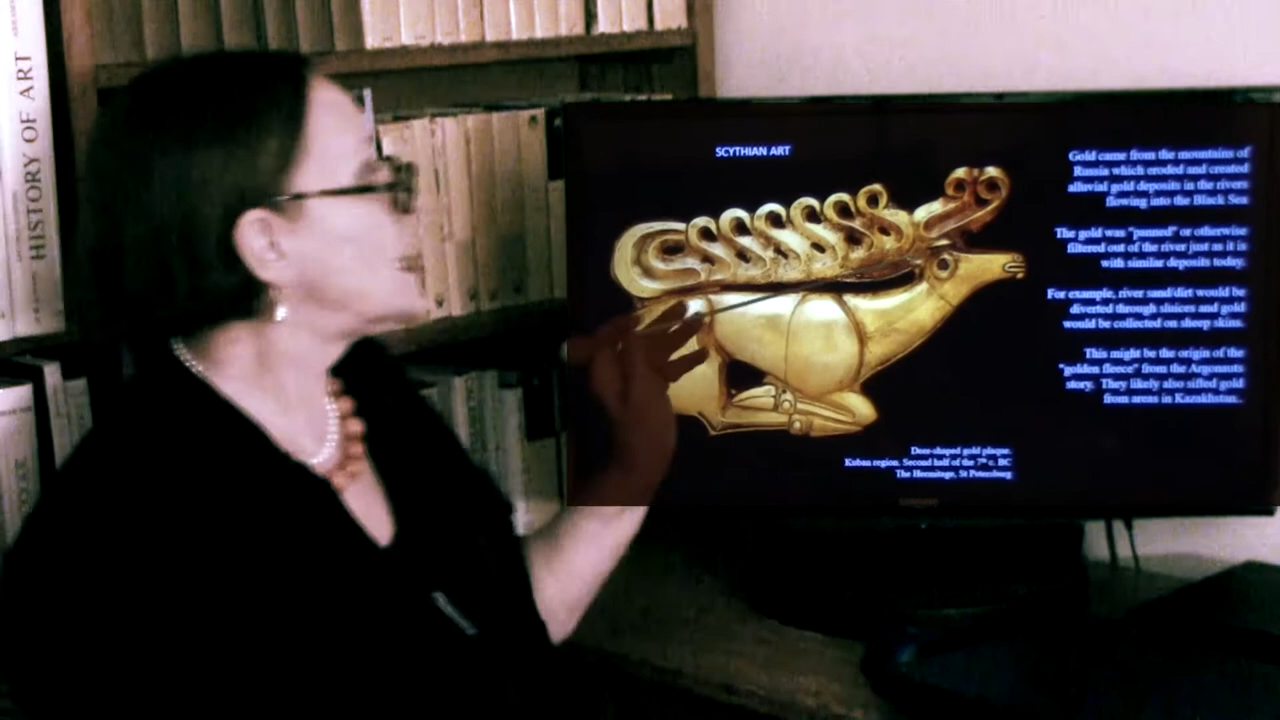 HISTORY OF ART
SCYTHIAN ART
Gold came from the mountains of
Russia which eroded and created
alluvial gold deposits in the rivers
flowing into the Black Sea
The gold was "panned" or otherwise
filtered out of the river just as it is
with similar deposits today.
For example, river sand/dirt would be
diverted through sluices and gold
would be collected on sheep skins.
This might be the origin of the
"golden fleece" from the Argonauts
story. They likely also sifted gold
from areas in Kazakhstan..
Deer-shaped gold plaque.
Kuban region. Second half of the 7th c. BC
The Hermitage, St Petersburg